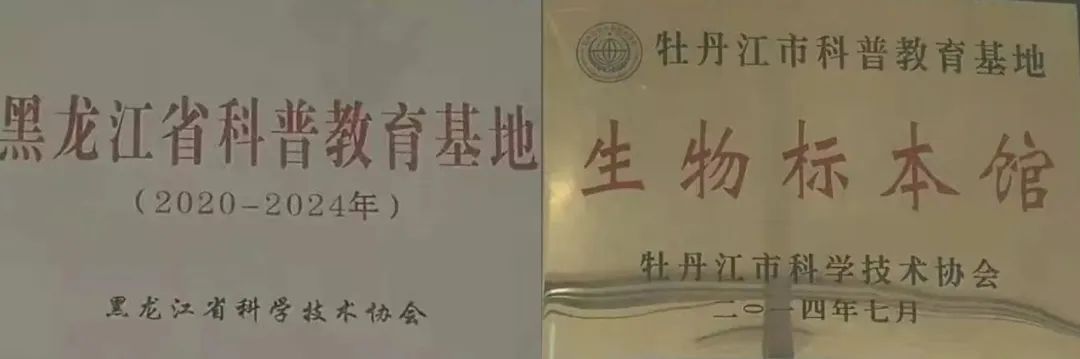 黑龙江省科普教育基地
(2020-2024年)
黑龙江省科学技术协会
牡丹江市科普教育基地
生物标本馆
牡丹江市科学技术协会
二〇一四年七月